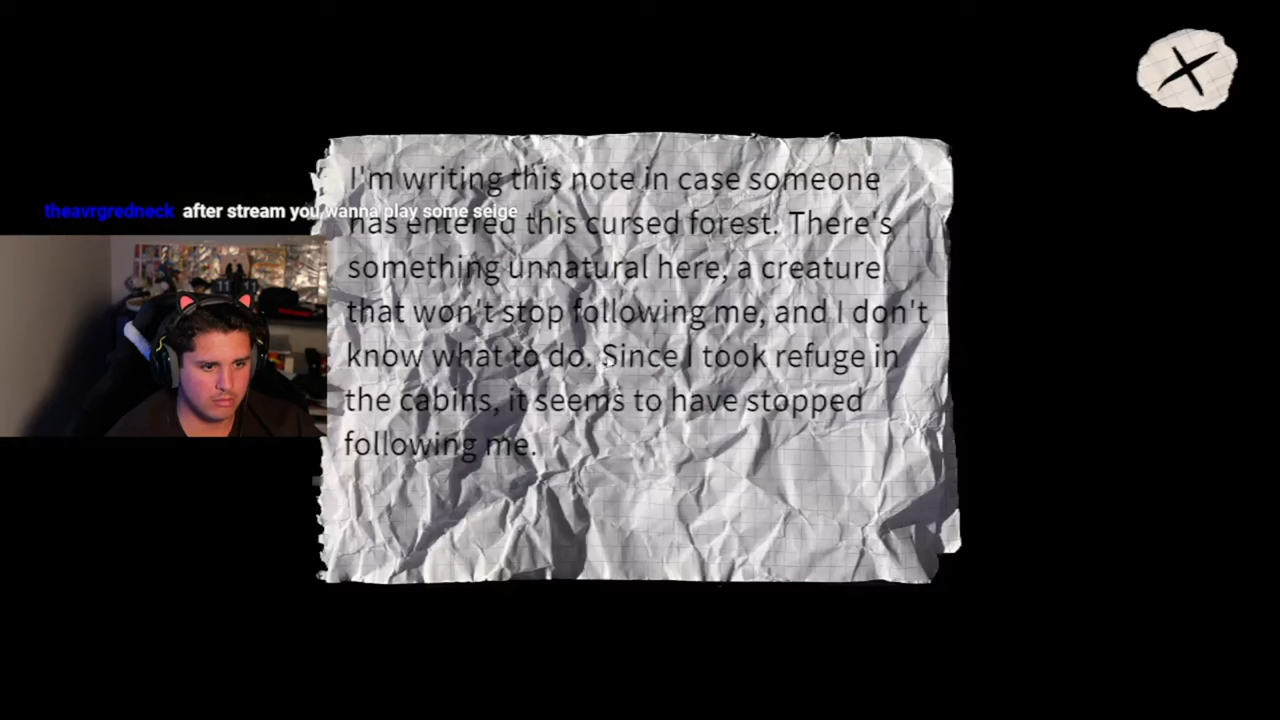 I'm writing this note in case someone
theavrgredneck after stream you wanna play some seige
has entered this cursed forest. There's
something unnatural here, a creature
that won't stop following me, and I don't
know what to do. Since I took refuge in
the cabins, it seems to have stopped
following me.